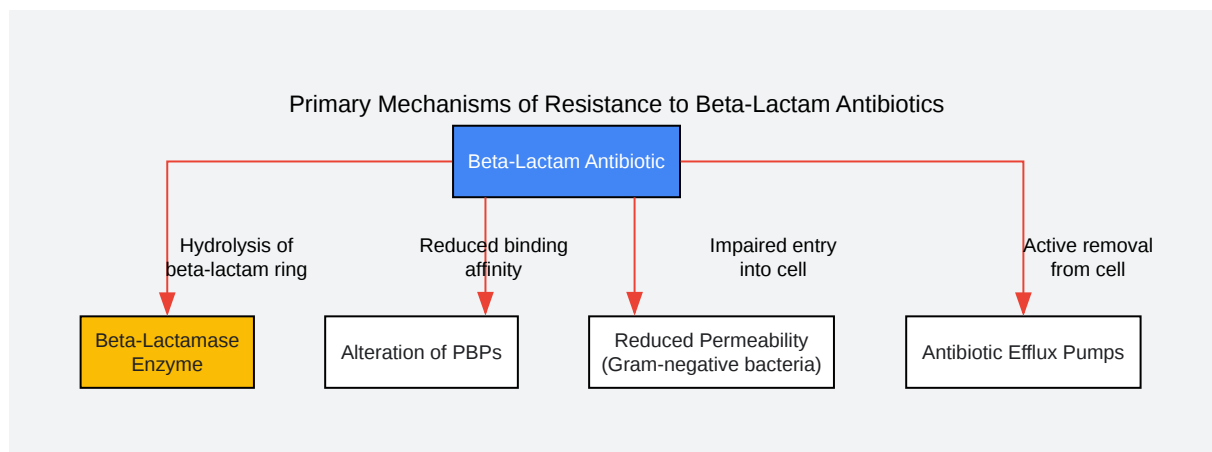 Primary Mechanisms of Resistance to Beta-Lactam Antibiotics
Beta-Lactam Antibiotic
Hydrolysis of
beta-lactam ring
Reduced binding
affinity
Impaired entry
into cell
Active removal
from cell
Beta-Lactamase
Enzyme
Alteration of PBPs
Reduced Permeability
(Gram-negative bacteria)
Antibiotic Efflux Pumps